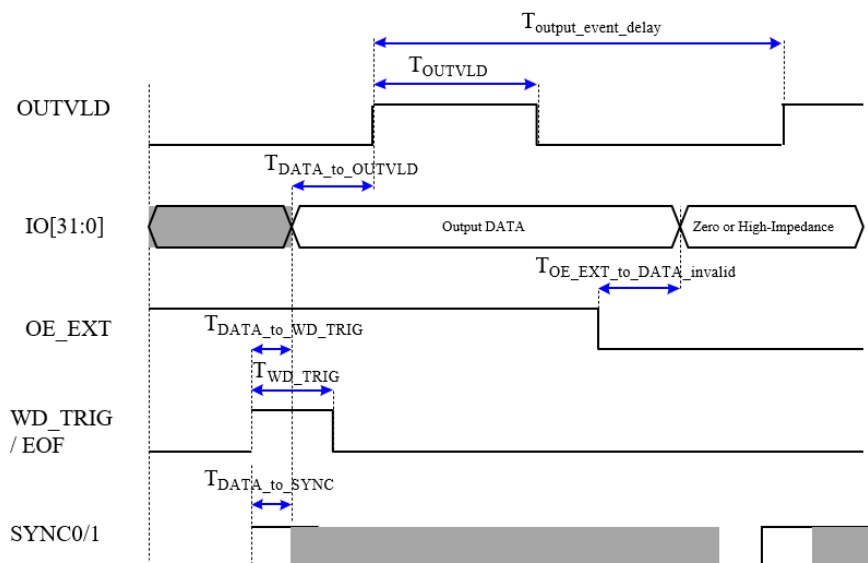 T_output_event_delay
T_OUTVLD
OUTVLD
T_DATA_to_OUTVLD
IO[31:0]
Output DATA
Zero or High-Impedance
T_OE_EXT_to_DATA_invalid
OE_EXT
T_DATA_to_WD_TRIG
T_WD_TRIG
WD_TRIG
/ EOF
T_DATA_to_SYNC
SYNC0/1